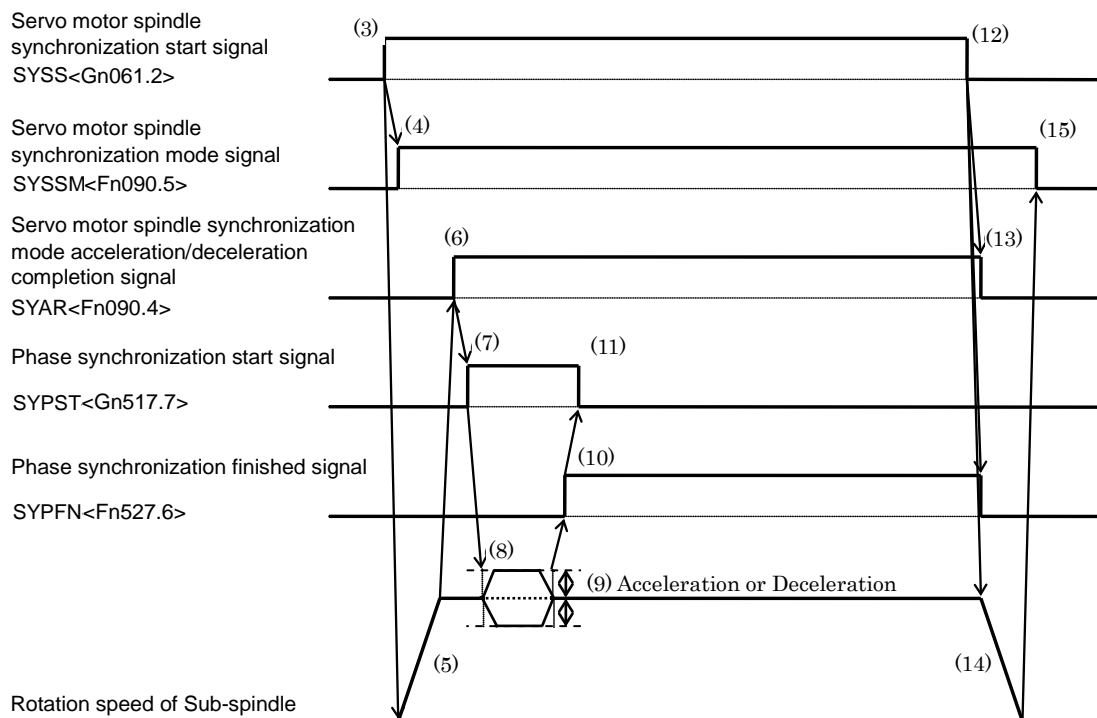 Servo motor spindle
synchronization start signal
SYSS<Gn061.2>
(3)
(12)
Servo motor spindle
synchronization mode signal
SYSSM<Fn090.5>
(4)
(15)
Servo motor spindle synchronization
mode acceleration/deceleration
completion signal
SYAR<Fn090.4>
(6)
(13)
Phase synchronization start signal
SYPST<Gn517.7>
(7)
(11)
Phase synchronization finished signal
SYPFN<Fn527.6>
(10)
(8)
(9) Acceleration or Deceleration
(5)
(14)
Rotation speed of Sub-spindle